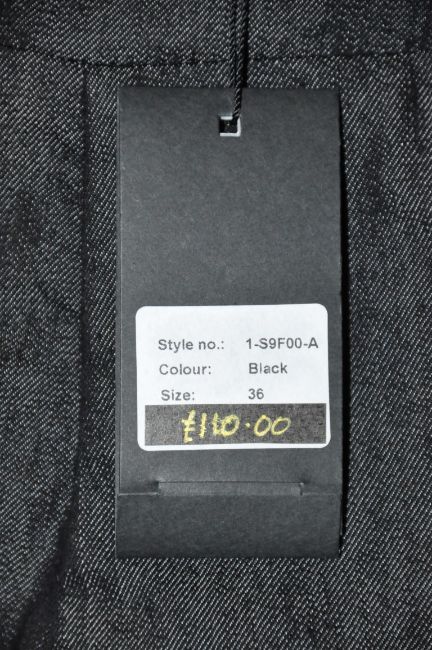 Style no.: 1-S9F00-A
Colour: Black
Size: 36
£110.00